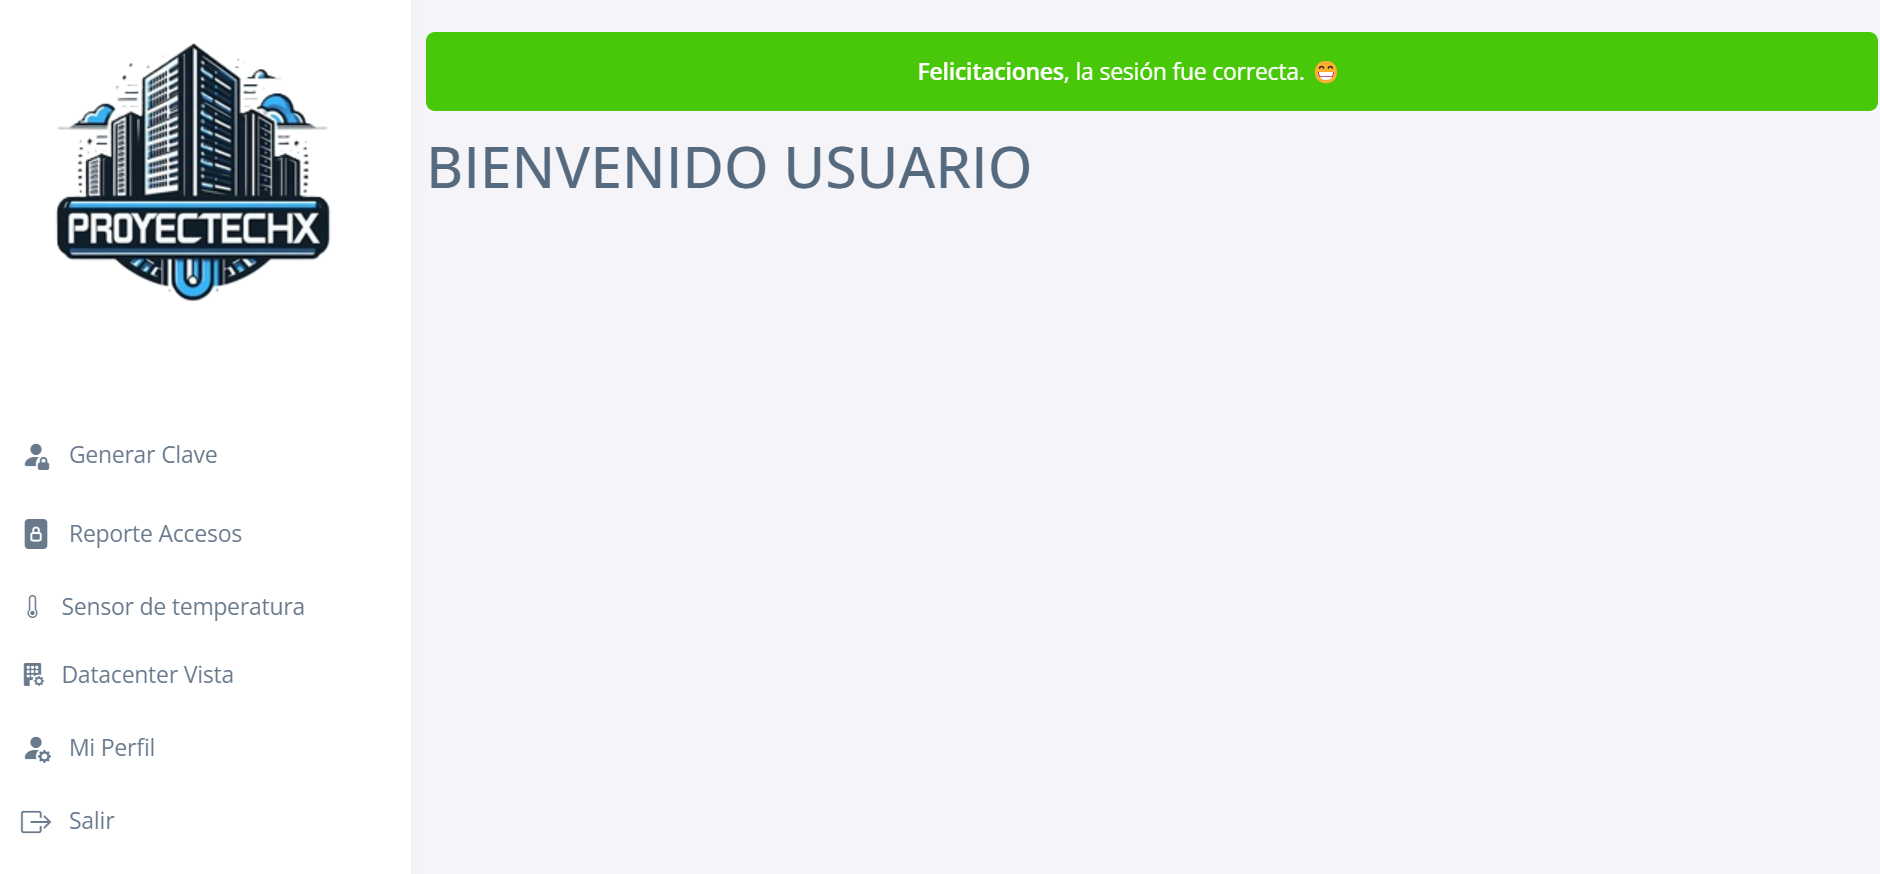 PROYECTECHX
Generar Clave
Reporte Accesos
Sensor de temperatura
Datacenter Vista
Mi Perfil
Salir
Felicitaciones, la sesión fue correcta. 😁
BIENVENIDO USUARIO